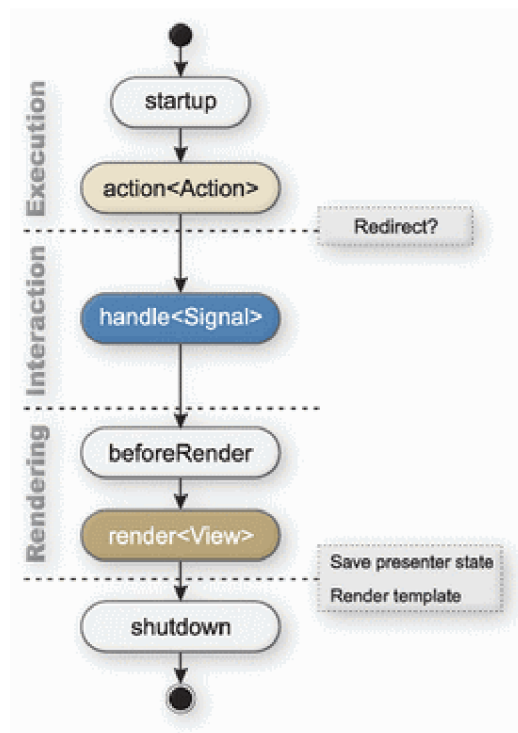 startup
Execution
action<Action>
Redirect?
Interaction
handle<Signal>
beforeRender
Rendering
render<View>
Save presenter state
Render template
shutdown